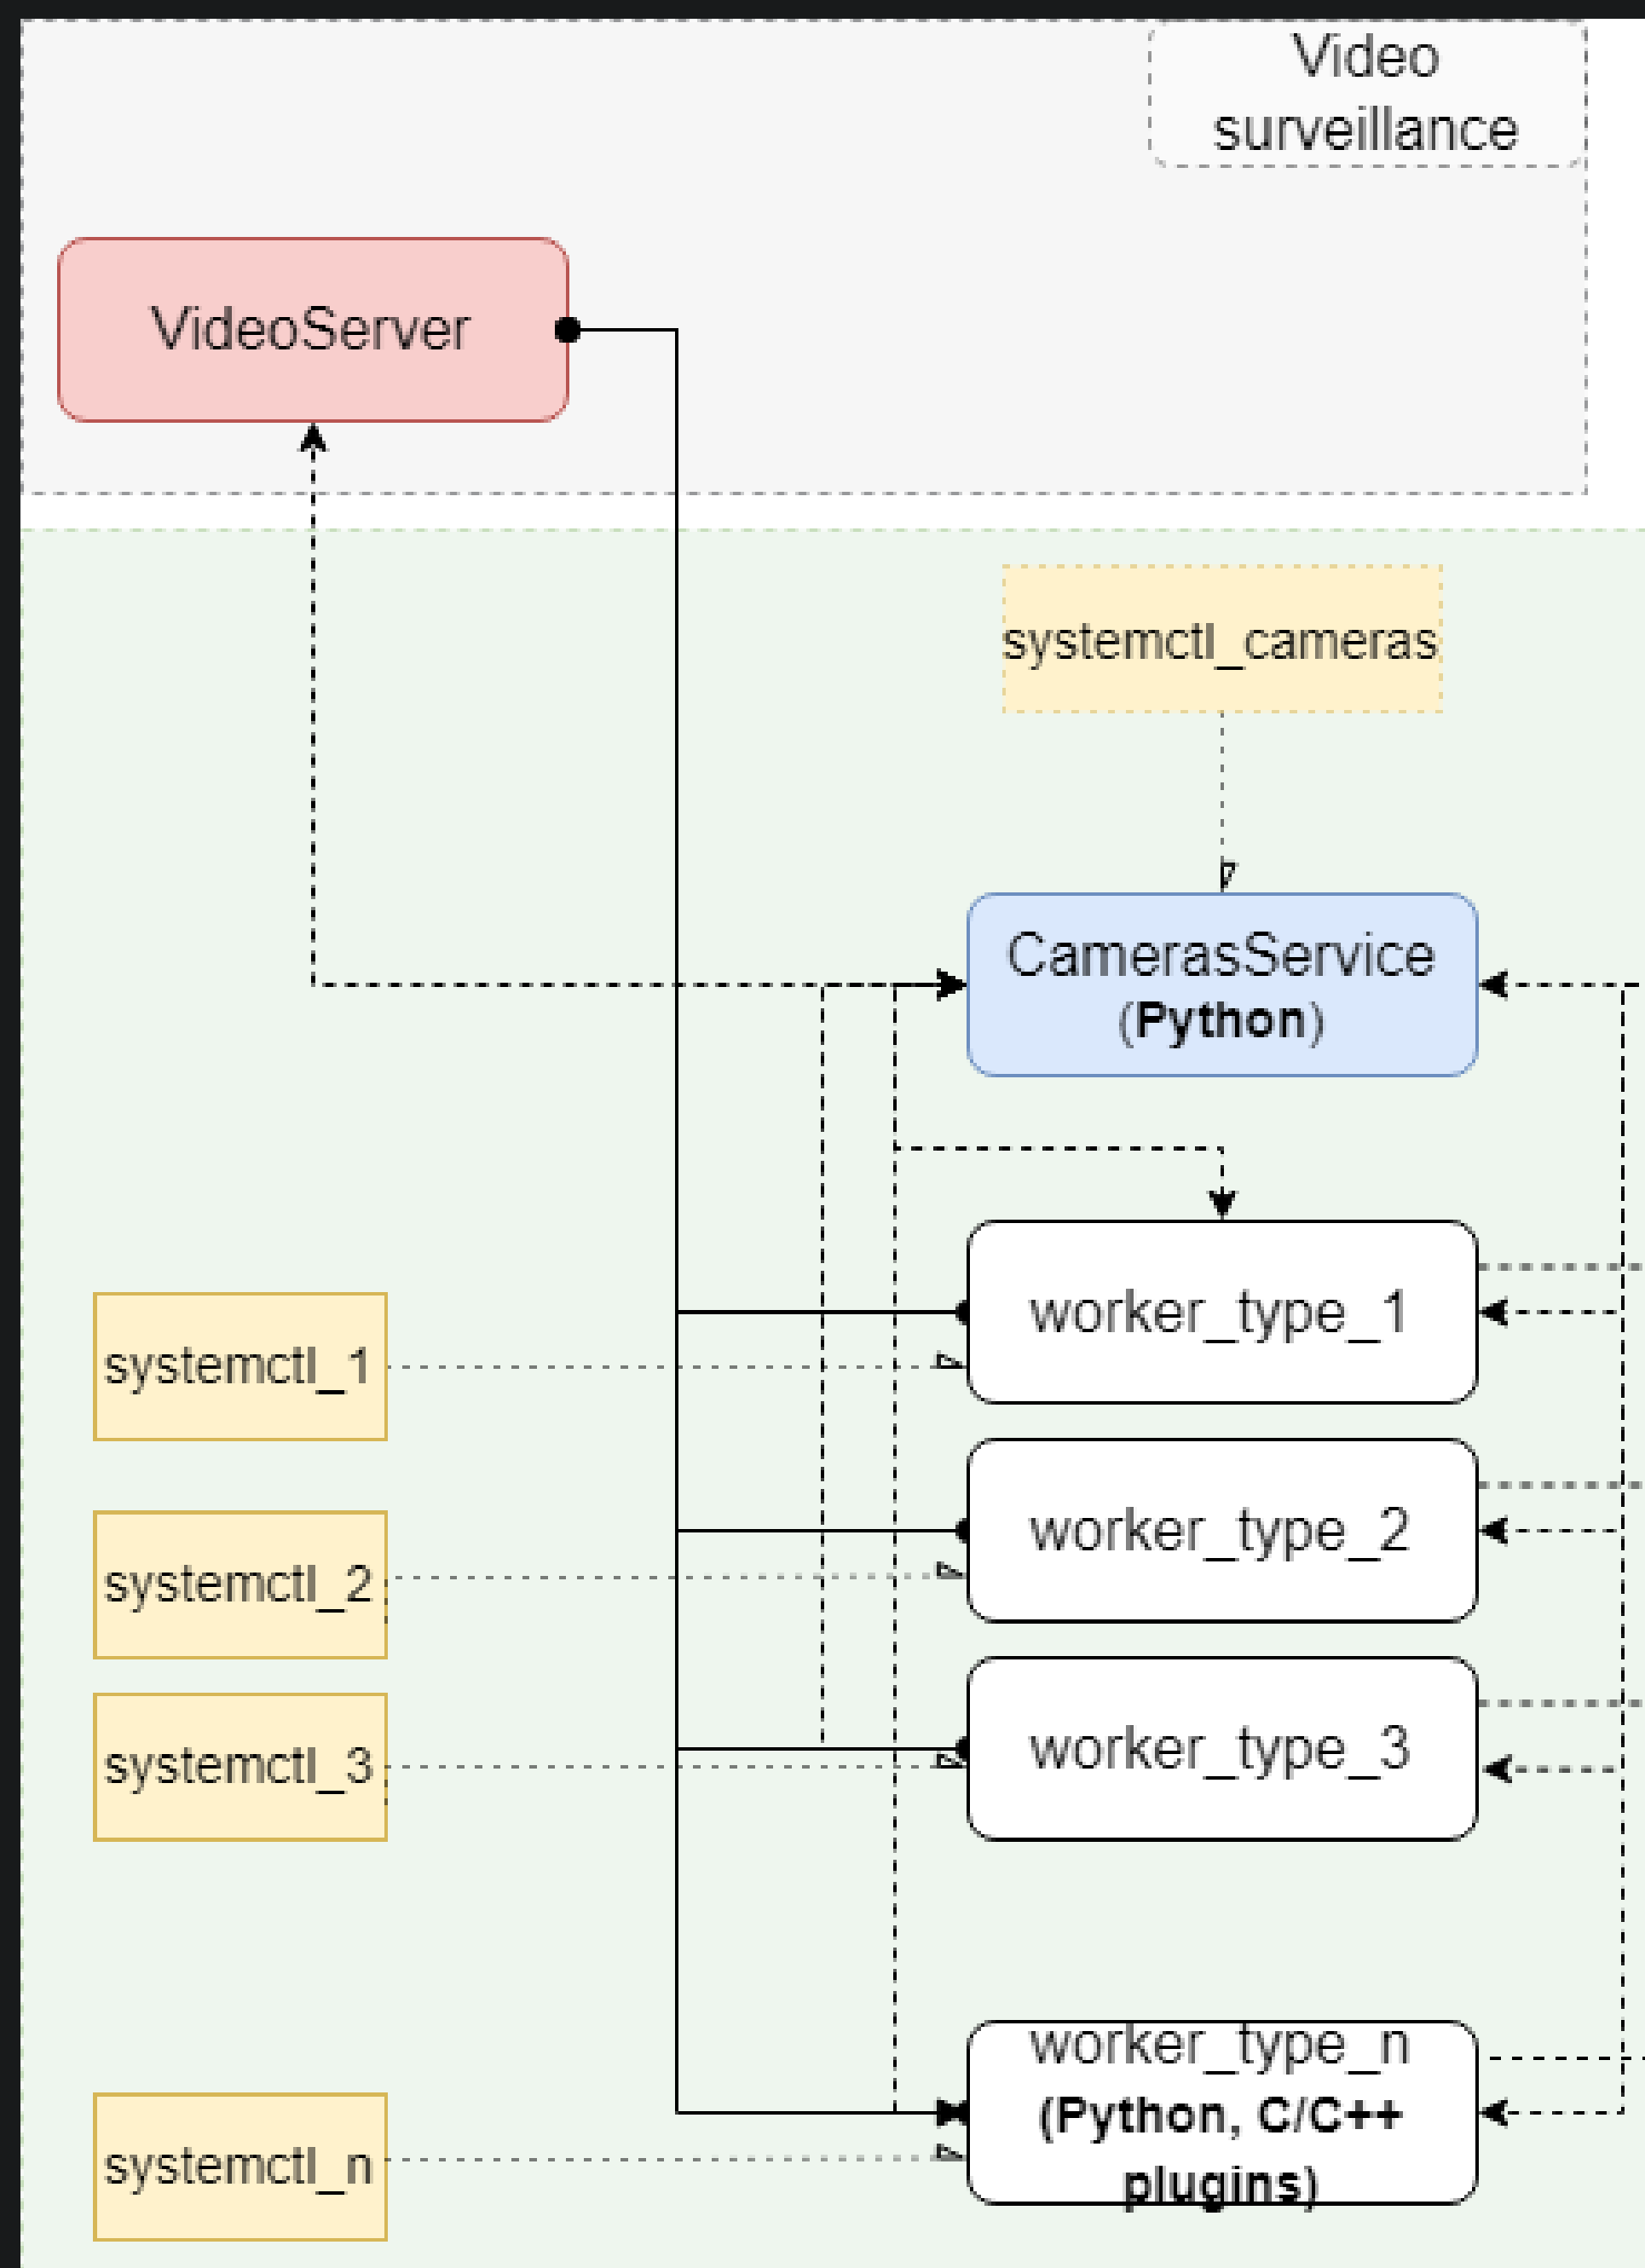 Video
surveillance
VideoServer
systemctl_cameras
CamerasService
(Python)
worker_type_1
systemctl_1
worker_type_2
systemctl_2
worker_type_3
systemctl_3
worker_type_n
(Python, C/C++
plugins)
systemctl_n